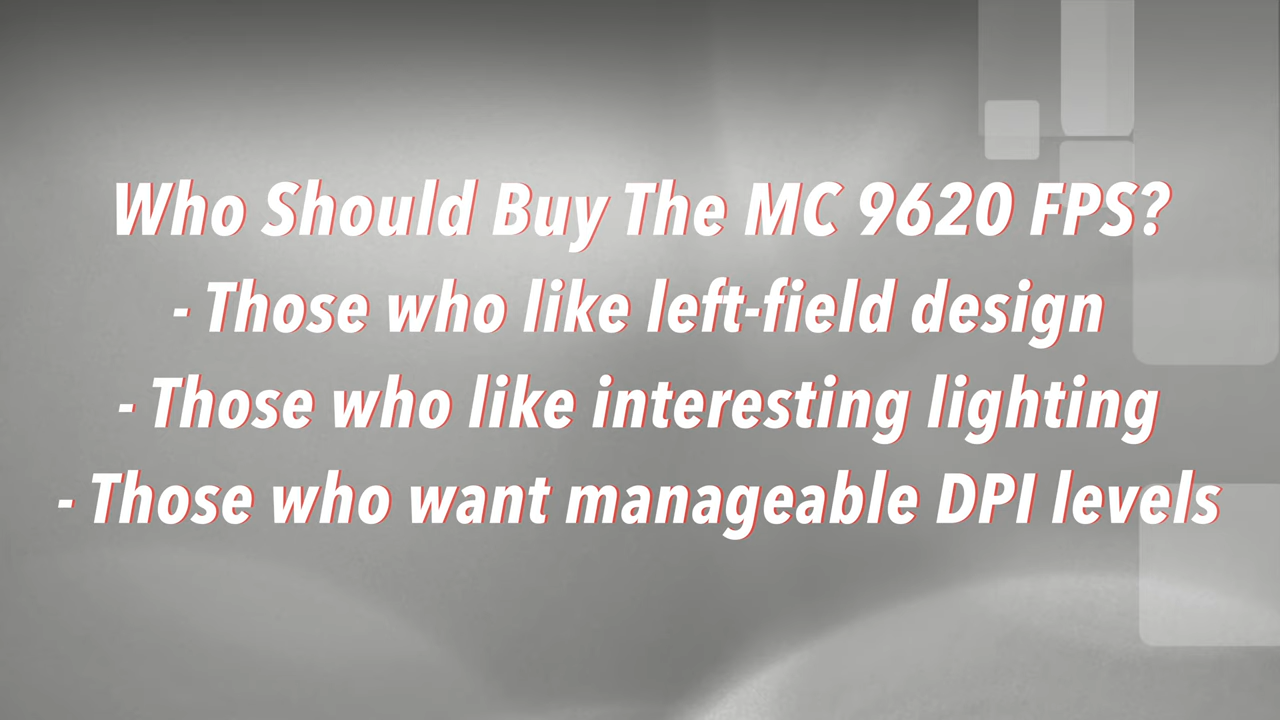 Who Should Buy The MC 9620 FPS?
- Those who like left-field design
- Those who like interesting lighting
- Those who want manageable DPI levels